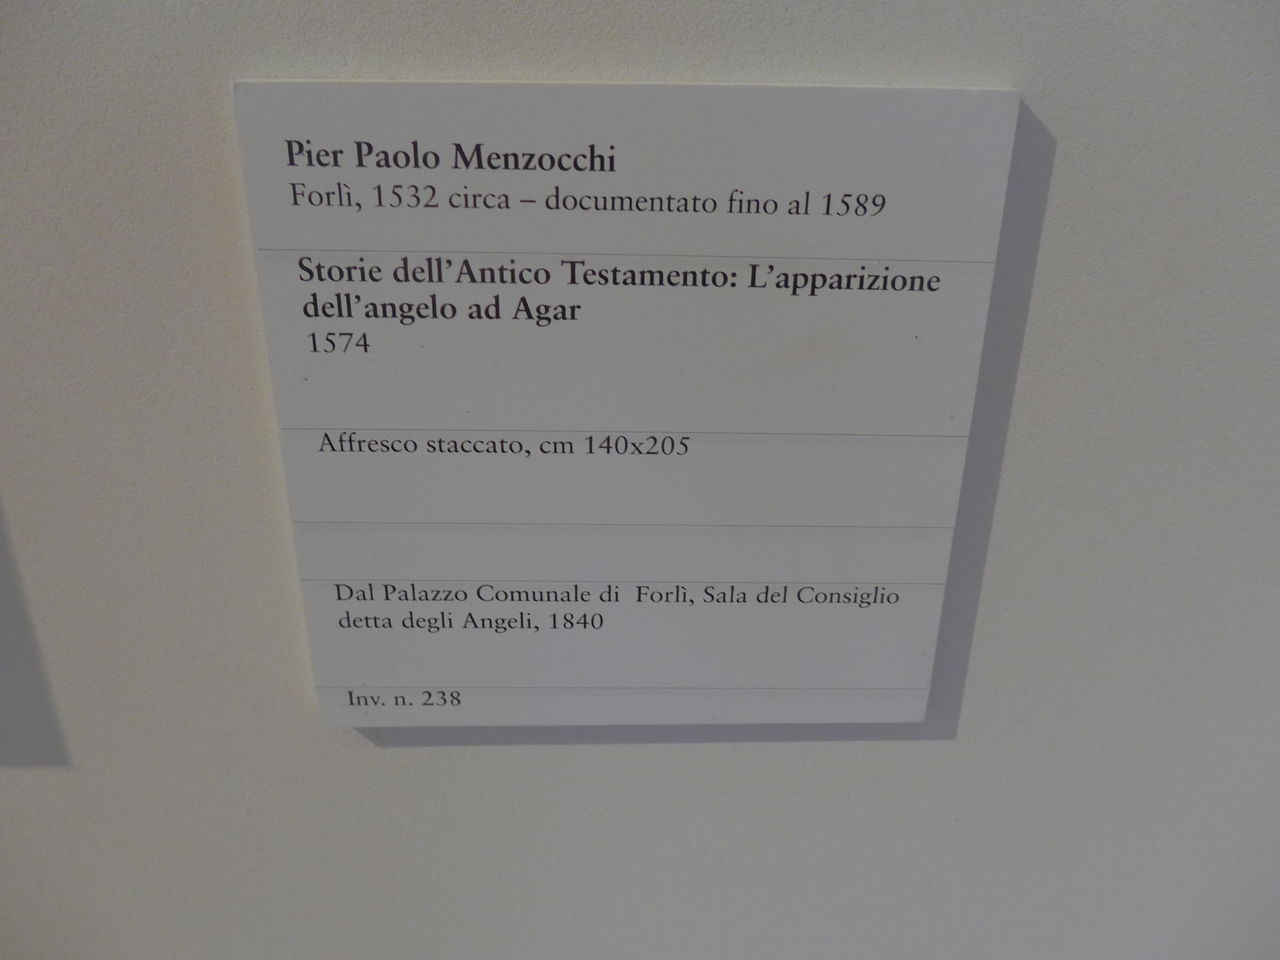 Pier Paolo Menzocchi
Forlì, 1532 circa – documentato fino al 1589
Storie dell'Antico Testamento: L'apparizione
dell'angelo ad Agar
1574
Affresco staccato, cm 140x205
Dal Palazzo Comunale di  Forlì, Sala del Consiglio
detta degli Angeli, 1840
Inv. n. 238